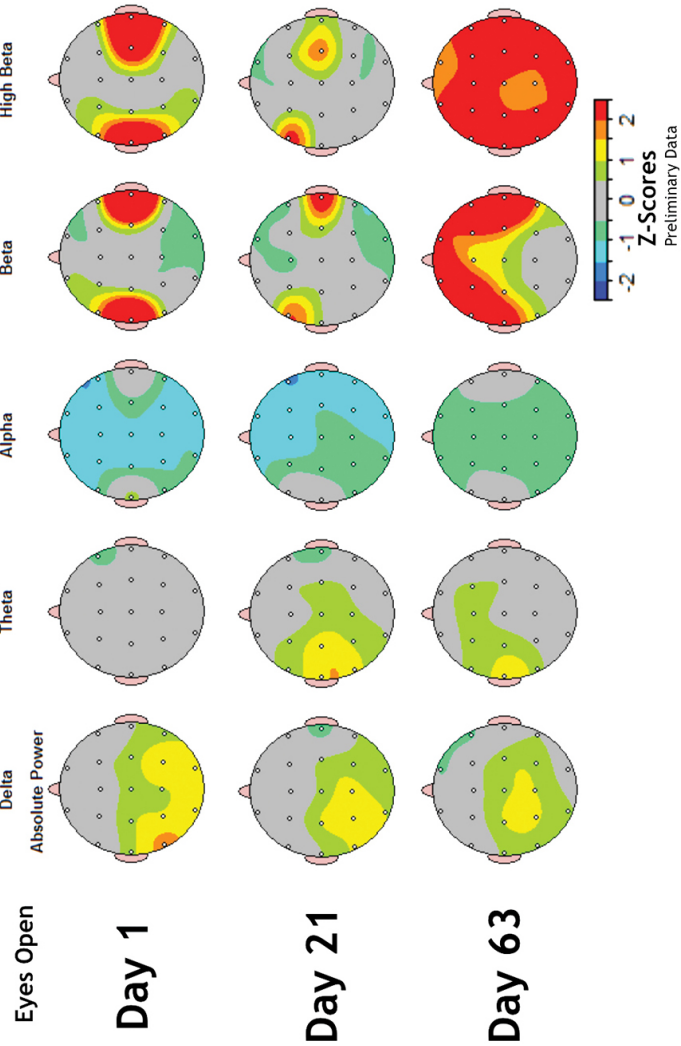 Eyes Open
Delta
Theta
Alpha
Beta
High Beta
Absolute Power
Day 1
Day 21
Day 63
-2 -1 0 1 2
Z-Scores
Preliminary Data